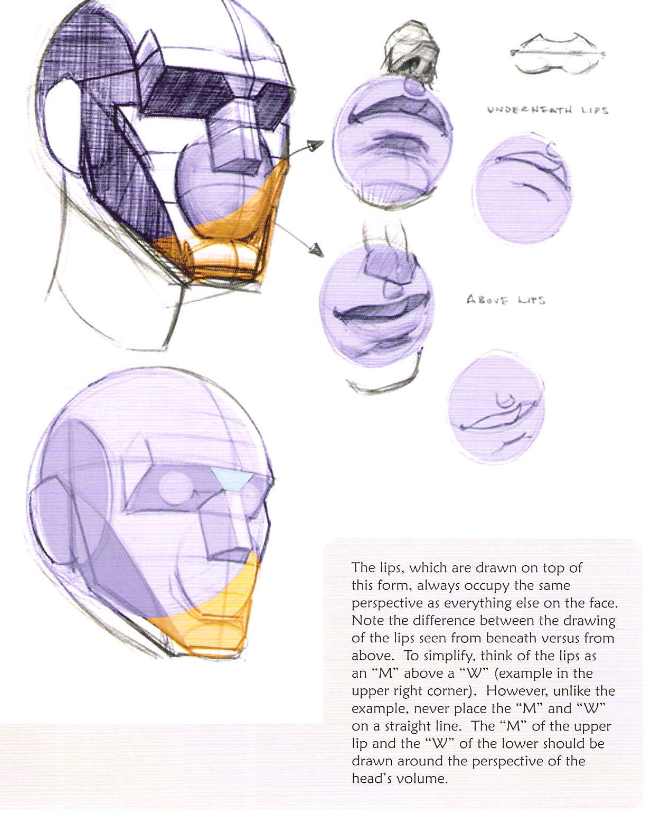 UNDERNEATH LIPS
ABOVE LIPS
The lips, which are drawn on top of
this form, always occupy the same
perspective as everything else on the face.
Note the difference between the drawing
of the lips seen from beneath versus from
above.  To simplify, think of the lips as
an “M” above a “W” (example in the
upper right corner).  However, unlike the
example, never place the “M” and “W”
on a straight line.  The “M” of the upper
lip and the “W” of the lower should be
drawn around the perspective of the
head’s volume.